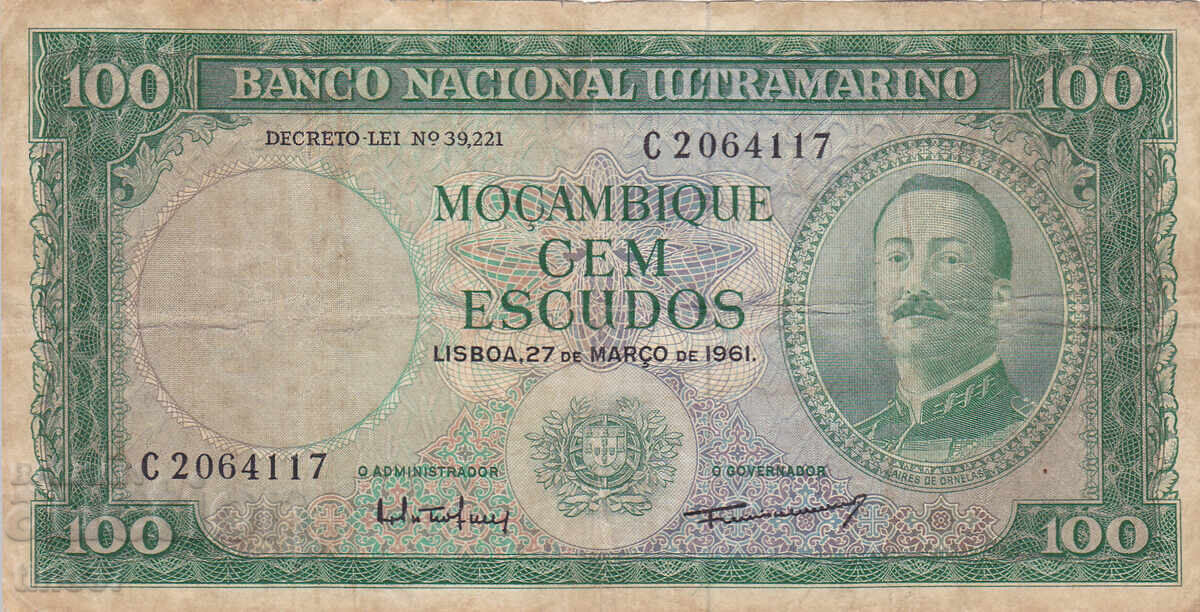 100 BANCO NACIONAL ULTRAMARINO 100
DECRETO-LEI Nº 39,221
C 2064117
MOÇAMBIQUE
CEM
ESCUDOS
LISBOA, 27 DE MARÇO DE 1961.
C 2064117
O ADMINISTRADOR
O GOVERNADOR
AIRES DE ORNELAS
100
100